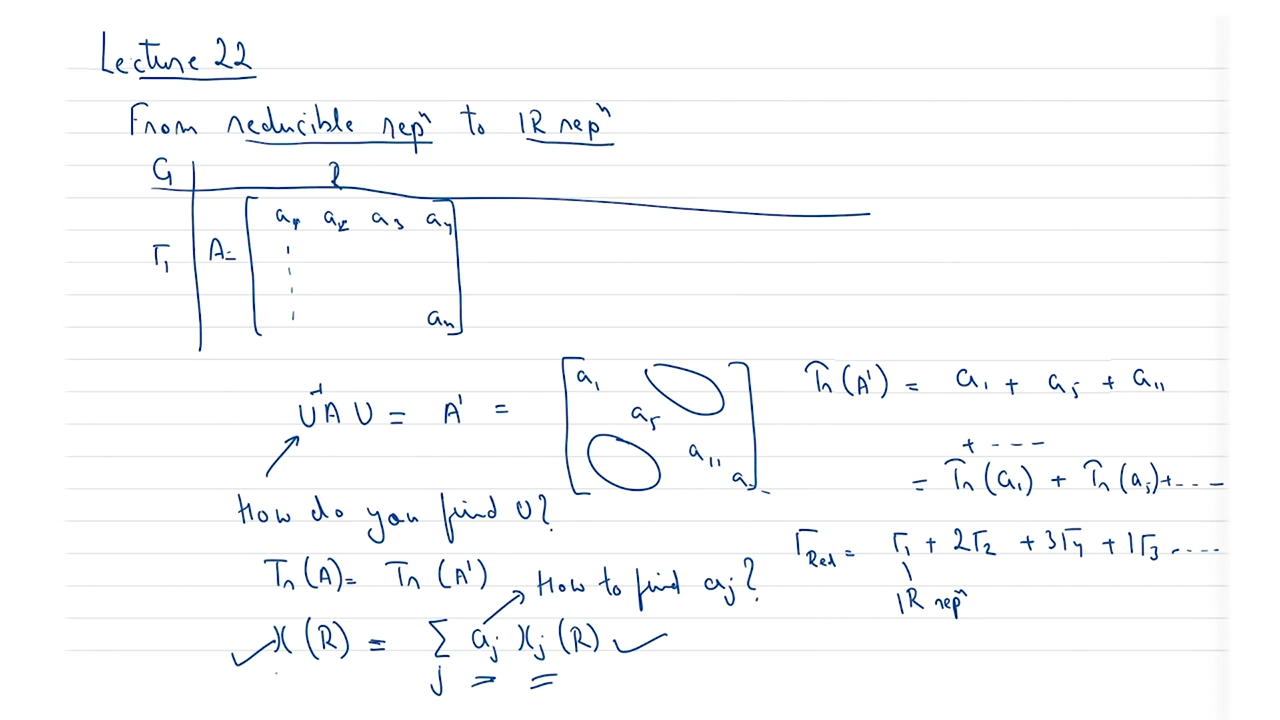 Lecture 22
From reducible repⁿ to IR repⁿ
G R
Γ₁ A= a₁ a₂ a₃ a₄
aₙ
U⁻¹ A U = A' =
a₁
a₅
a₁₁
a
Tr(A') = a₁ + a₅ + a₁₁
+ ---
= Tr(a₁) + Tr(a₅)+----
How do you find U?
Γ_Red = Γ₁ + 2Γ₂ + 3Γ₄ + 1Γ₃ ....
IR repⁿ
Tr(A)= Tr(A')
How to find aⱼ?
χ(R) = Σ aⱼ χⱼ(R)
j